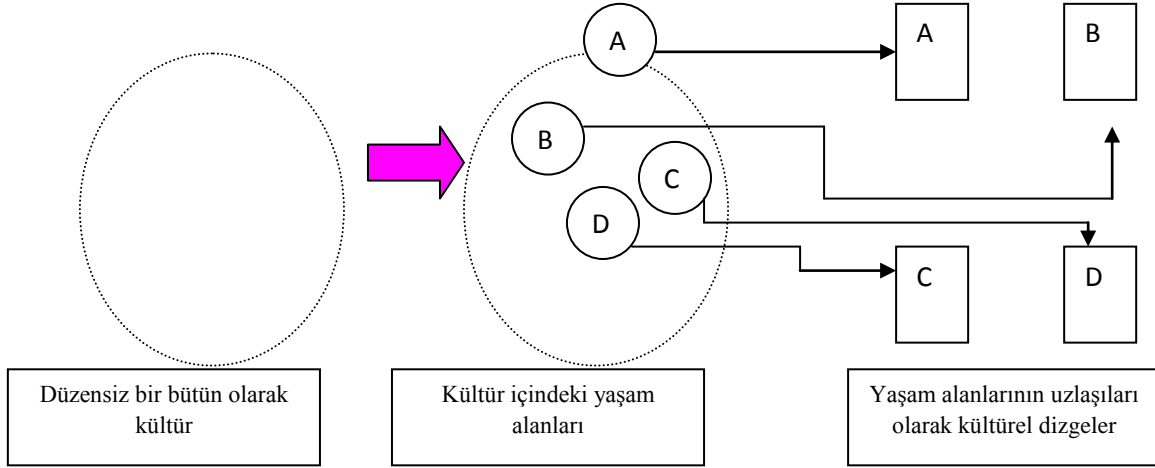 A
A
B
B
C
D
C
D
Düzensiz bir bütün olarak
kültür
Kültür içindeki yaşam
alanları
Yaşam alanlarının uzlaşıları
olarak kültürel dizgeler